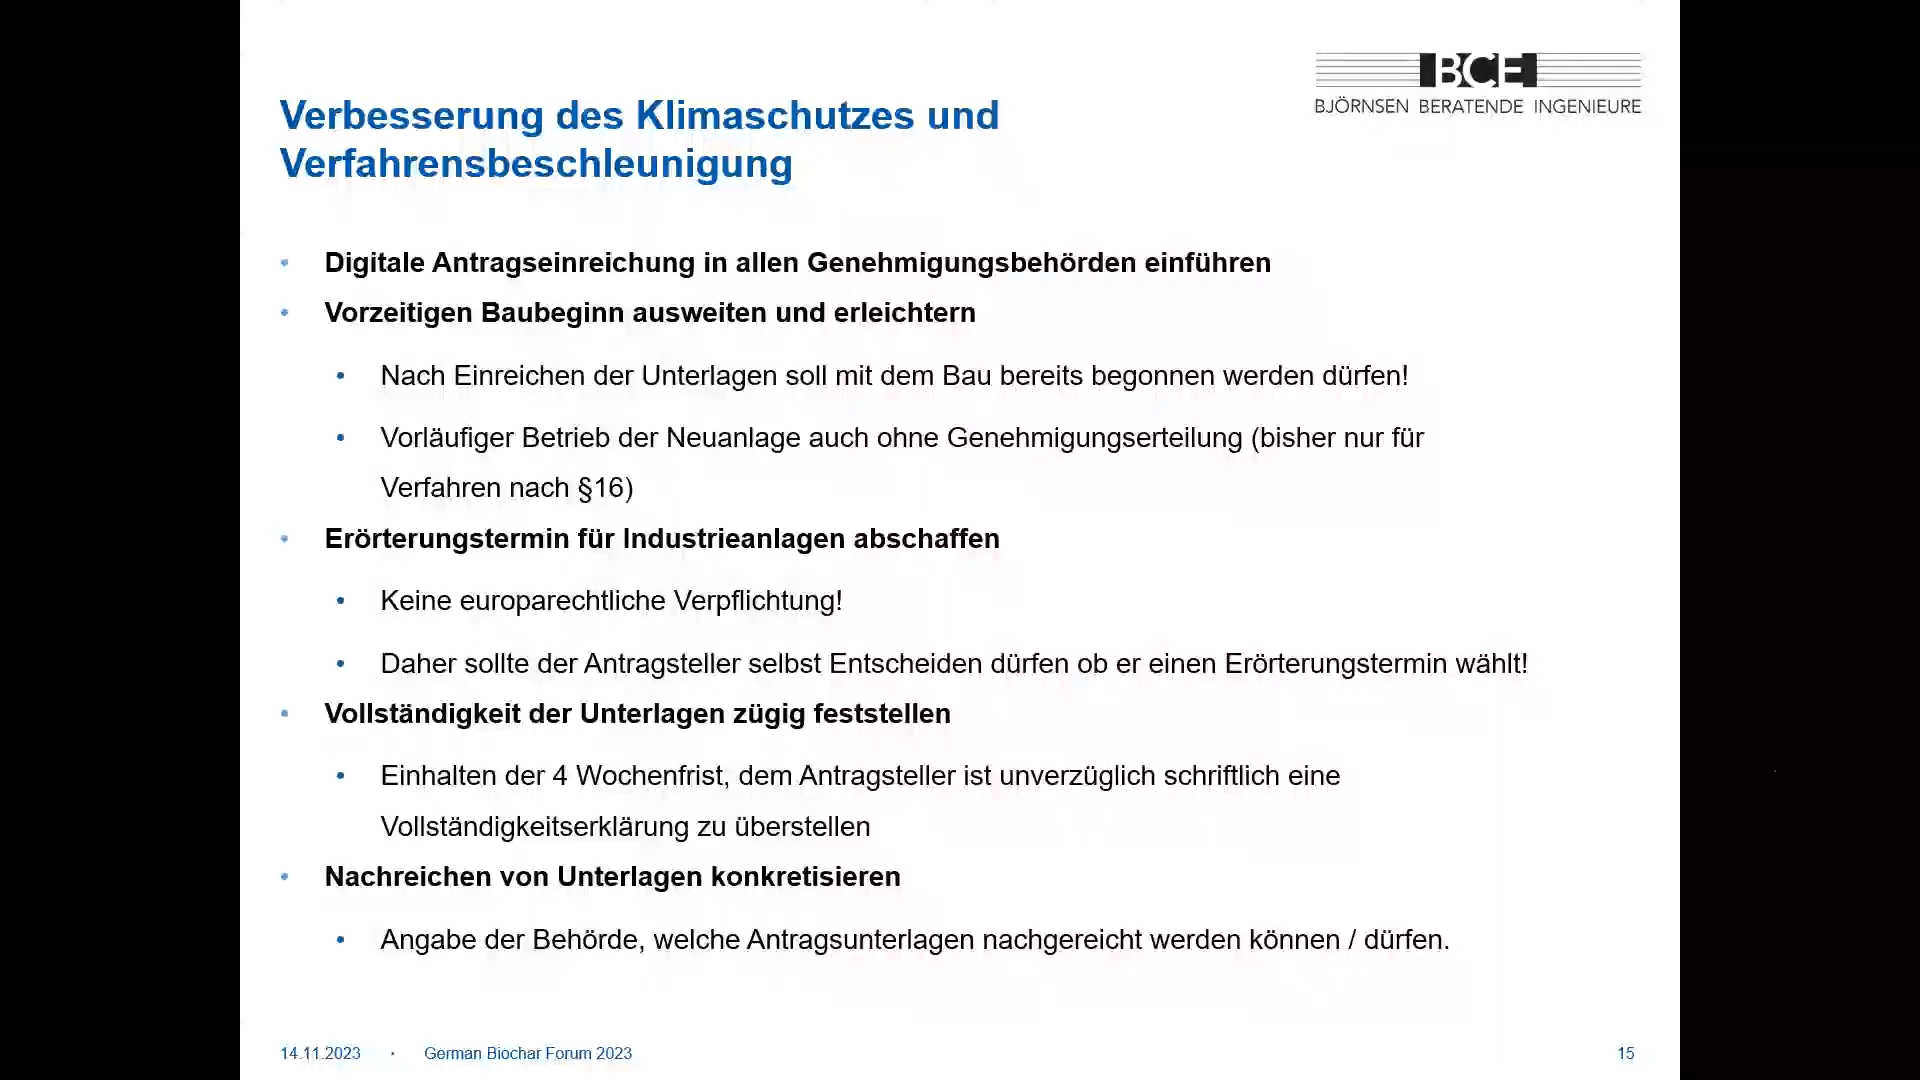 BCE
BJÖRNSEN BERATENDE INGENIEURE
Verbesserung des Klimaschutzes und
Verfahrensbeschleunigung
• Digitale Antragseinreichung in allen Genehmigungsbehörden einführen
• Vorzeitigen Baubeginn ausweiten und erleichtern
• Nach Einreichen der Unterlagen soll mit dem Bau bereits begonnen werden dürfen!
• Vorläufiger Betrieb der Neuanlage auch ohne Genehmigungserteilung (bisher nur für
Verfahren nach §16)
• Erörterungstermin für Industrieanlagen abschaffen
• Keine europarechtliche Verpflichtung!
• Daher sollte der Antragsteller selbst Entscheiden dürfen ob er einen Erörterungstermin wählt!
• Vollständigkeit der Unterlagen zügig feststellen
• Einhalten der 4 Wochenfrist, dem Antragsteller ist unverzüglich schriftlich eine
Vollständigkeitserklärung zu überstellen
• Nachreichen von Unterlagen konkretisieren
• Angabe der Behörde, welche Antragsunterlagen nachgereicht werden können / dürfen.
14.11.2023 • German Biochar Forum 2023 15